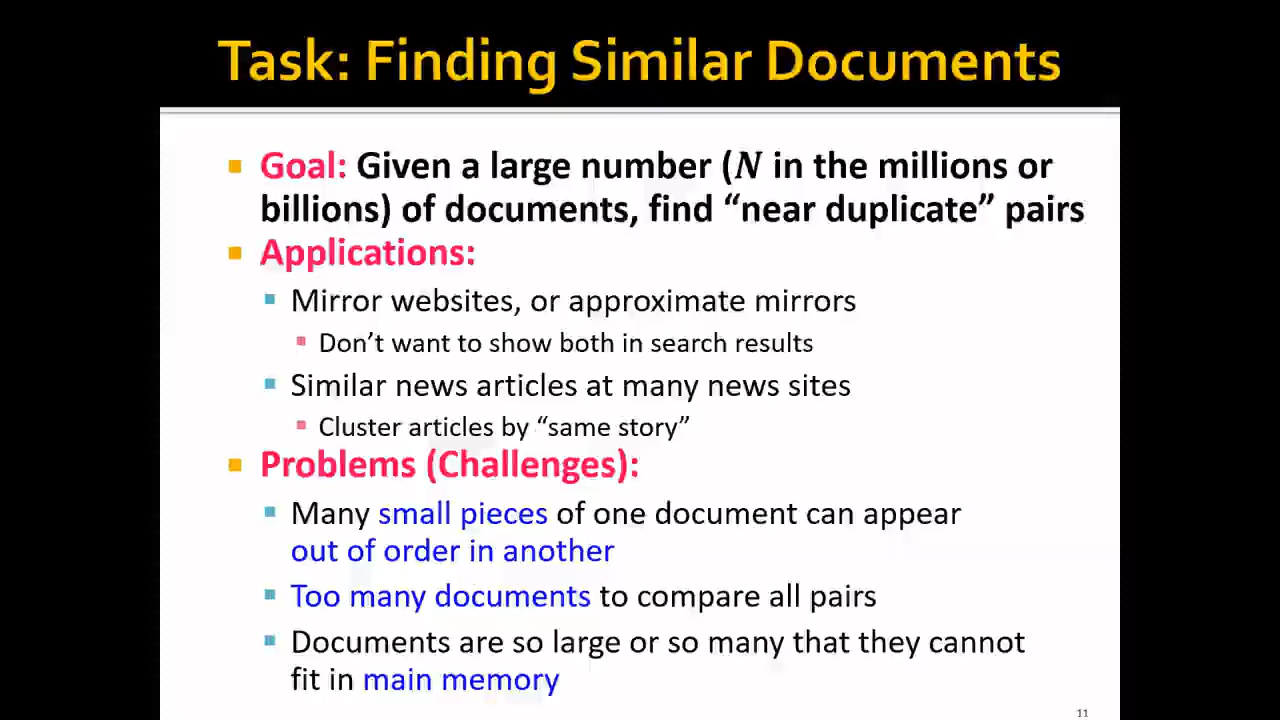 Task: Finding Similar Documents
Goal: Given a large number (N in the millions or
billions) of documents, find “near duplicate” pairs
Applications:
Mirror websites, or approximate mirrors
Don’t want to show both in search results
Similar news articles at many news sites
Cluster articles by “same story”
Problems (Challenges):
Many small pieces of one document can appear
out of order in another
Too many documents to compare all pairs
Documents are so large or so many that they cannot
fit in main memory
11